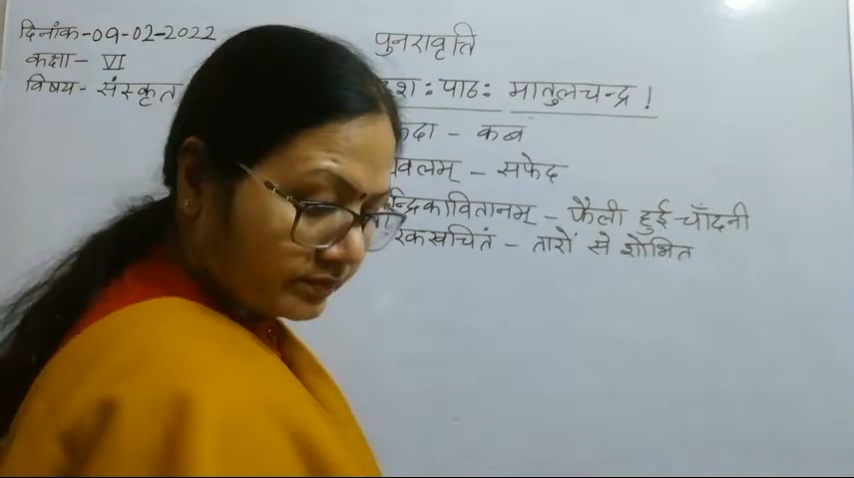 दिनांक-09-02-2022
पुनरावृत्ति
कक्षा- VI
विषय- संस्कृत
पाठः मातुलचन्द्र!
- कब
- सफेद
- फैली हुई चाँदनी
- तारों से शोभित